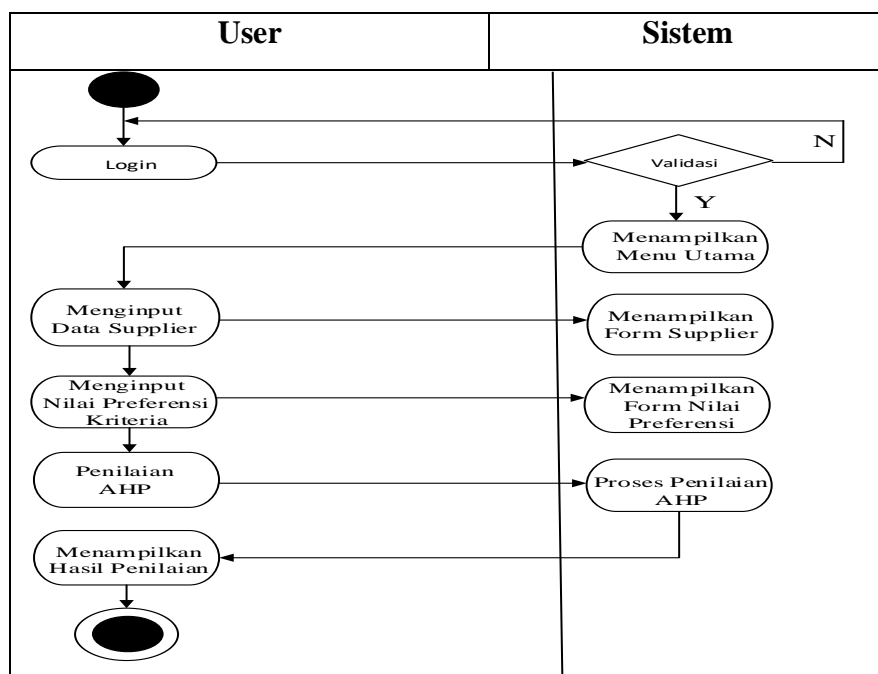 User
Sistem
N
Login
Validasi
Y
Menampilkan
Menu Utama
Menginput
Data Supplier
Menampilkan
Form Supplier
Menginput
Nilai Preferensi
Kriteria
Menampilkan
Form Nilai
Preferensi
Penilaian
AHP
Proses Penilaian
AHP
Menampilkan
Hasil Penilaian